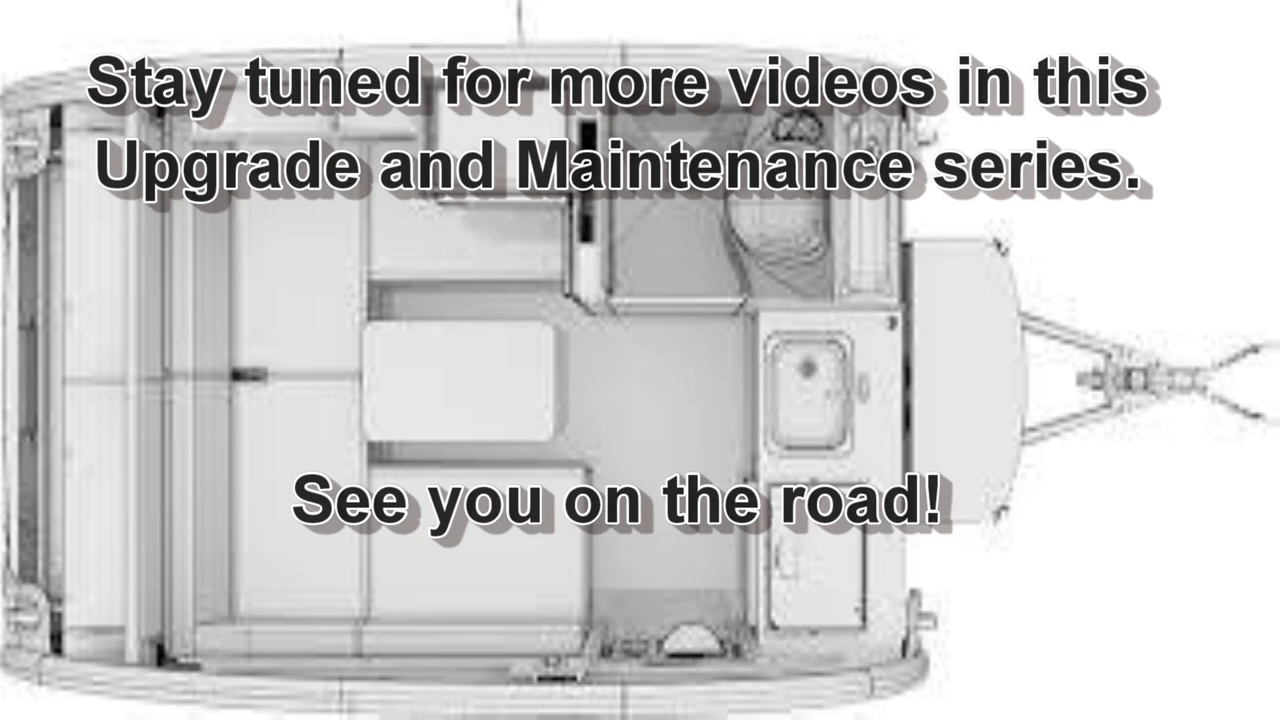 Stay tuned for more videos in this
Upgrade and Maintenance series.
See you on the road!